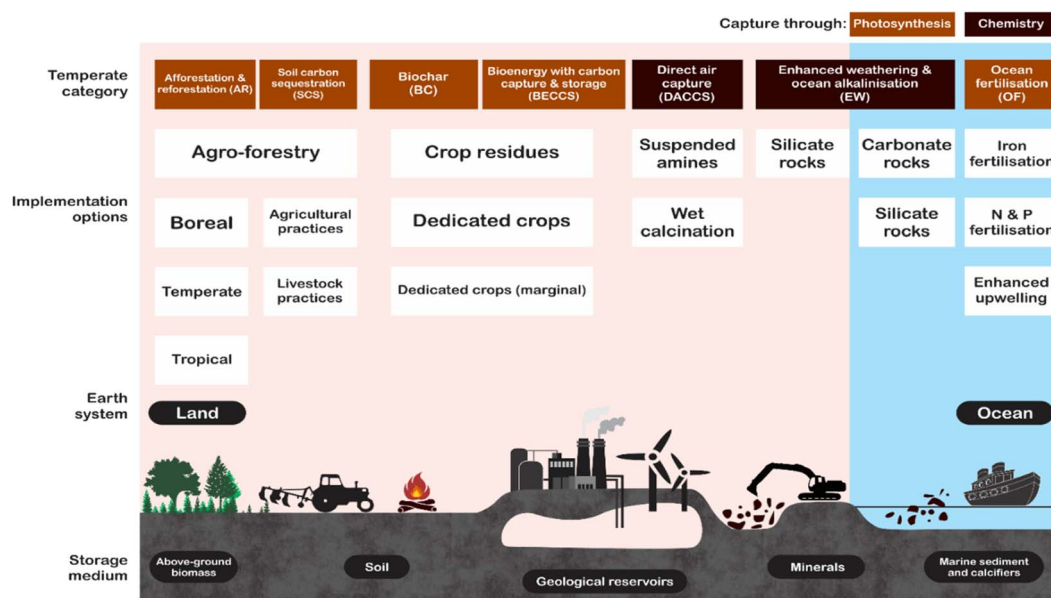 Capture through:
Photosynthesis
Chemistry
Temperate
category
Afforestation &
reforestation (AR)
Soil carbon
sequestration
(SCS)
Biochar
(BC)
Bioenergy with carbon
capture & storage
(BECCS)
Direct air
capture
(DACCS)
Enhanced weathering &
ocean alkalinisation
(EW)
Ocean
fertilisation
(OF)
Implementation
options
Agro-forestry
Crop residues
Suspended
amines
Silicate
rocks
Carbonate
rocks
Iron
fertilisation
Boreal
Agricultural
practices
Dedicated crops
Wet
calcination
Silicate
rocks
N & P
fertilisation
Temperate
Livestock
practices
Dedicated crops (marginal)
Enhanced
upwelling
Tropical
Earth
system
Land
Ocean
Storage
medium
Above-ground
biomass
Soil
Geological reservoirs
Minerals
Marine sediment
and calcifiers